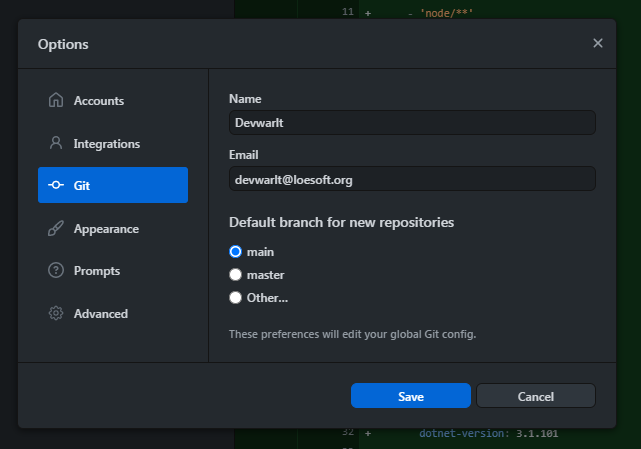 11 + - 'node/**'
Options
Accounts
Integrations
Git
Appearance
Prompts
Advanced
Name
Devwarlt
Email
devwarlt@loesoft.org
Default branch for new repositories
main
master
Other...
These preferences will edit your global Git config.
Save
Cancel
32 + dotnet-version: 3.1.101